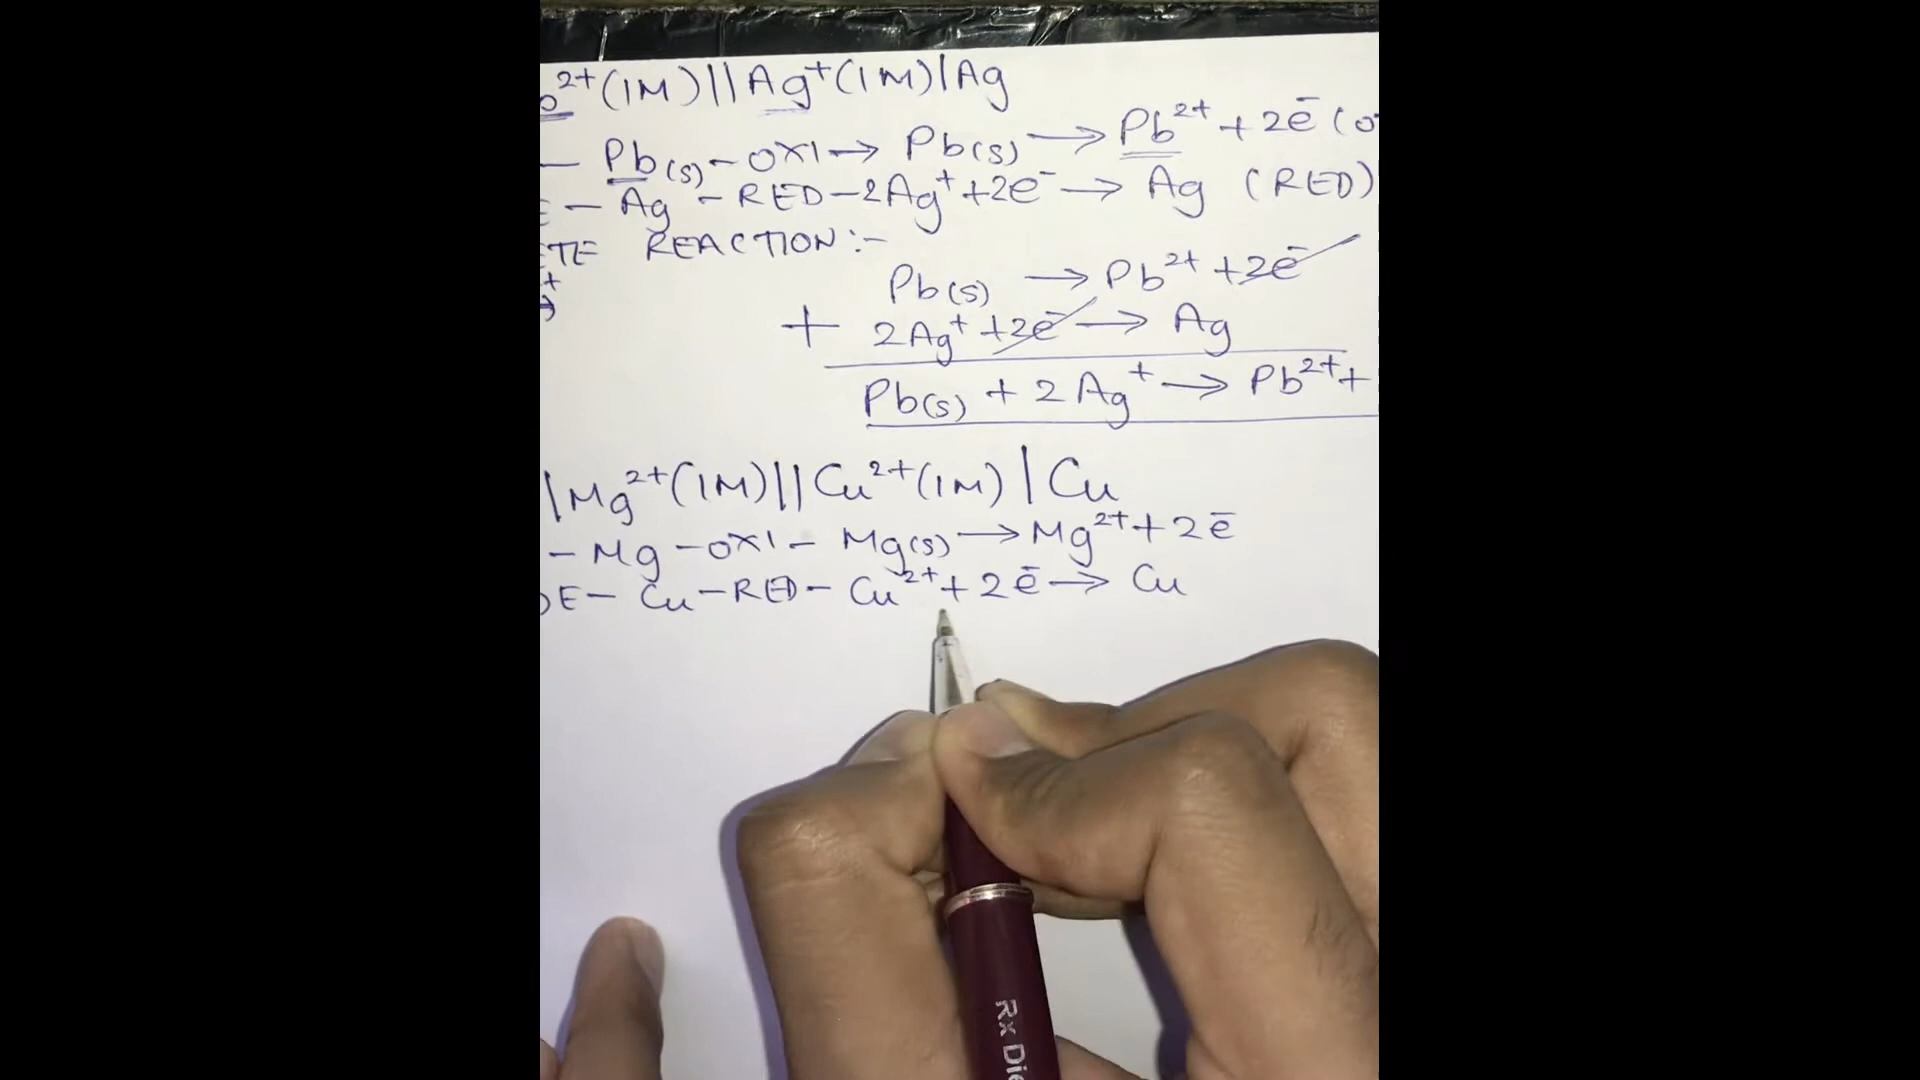 ²⁺(1M)||Ag⁺(1M)|Ag
— Pb(s) - OXI → Pb(s) → Pb²⁺ + 2e⁻ (O
E — Ag - RED - 2Ag⁺ + 2e⁻ → Ag (RED)
ETE REACTION :-
Pb(s) → Pb²⁺ + 2e⁻
+ 2Ag⁺ + 2e⁻ → Ag
Pb(s) + 2Ag⁺ → Pb²⁺ +
|Mg²⁺(1M)||Cu²⁺(1M)|Cu
- Mg - OXI - Mg(s) → Mg²⁺ + 2e⁻
DE - Cu - RED - Cu²⁺ + 2e⁻ → Cu
Rx Die